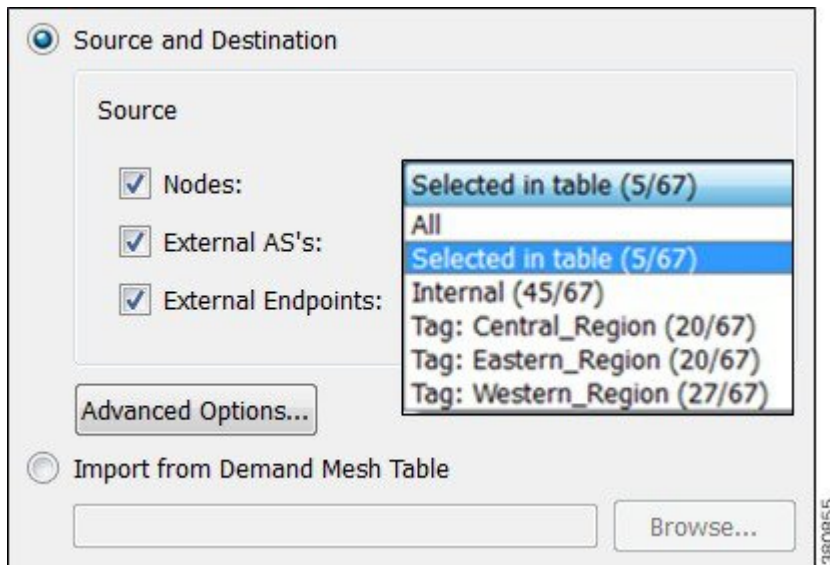 Source and Destination
Source
Nodes:
Selected in table (5/67)
All
Selected in table (5/67)
Internal (45/67)
Tag: Central_Region (20/67)
Tag: Eastern_Region (20/67)
Tag: Western_Region (27/67)
External AS's:
External Endpoints:
Advanced Options...
Import from Demand Mesh Table
Browse...
380855